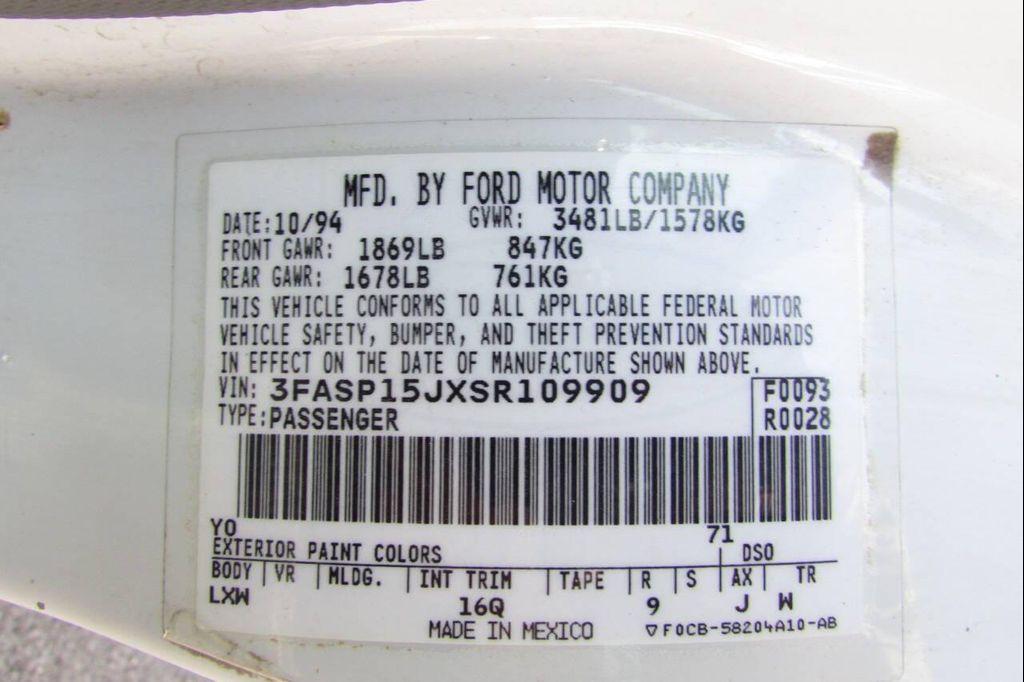 MFD. BY FORD MOTOR COMPANY
DATE: 10/94 GVWR: 3481LB/1578KG
FRONT GAWR: 1869LB 847KG
REAR GAWR: 1678LB 761KG
THIS VEHICLE CONFORMS TO ALL APPLICABLE FEDERAL MOTOR
VEHICLE SAFETY, BUMPER, AND THEFT PREVENTION STANDARDS
IN EFFECT ON THE DATE OF MANUFACTURE SHOWN ABOVE.
VIN: 3FASP15JXSR109909 F0093
TYPE: PASSENGER R0028
YO 71
EXTERIOR PAINT COLORS DSO
BODY VR MLDG. INT TRIM TAPE R S AX TR
LXW 16Q 9 J W
MADE IN MEXICO ▽F0CB-58204A10-AB